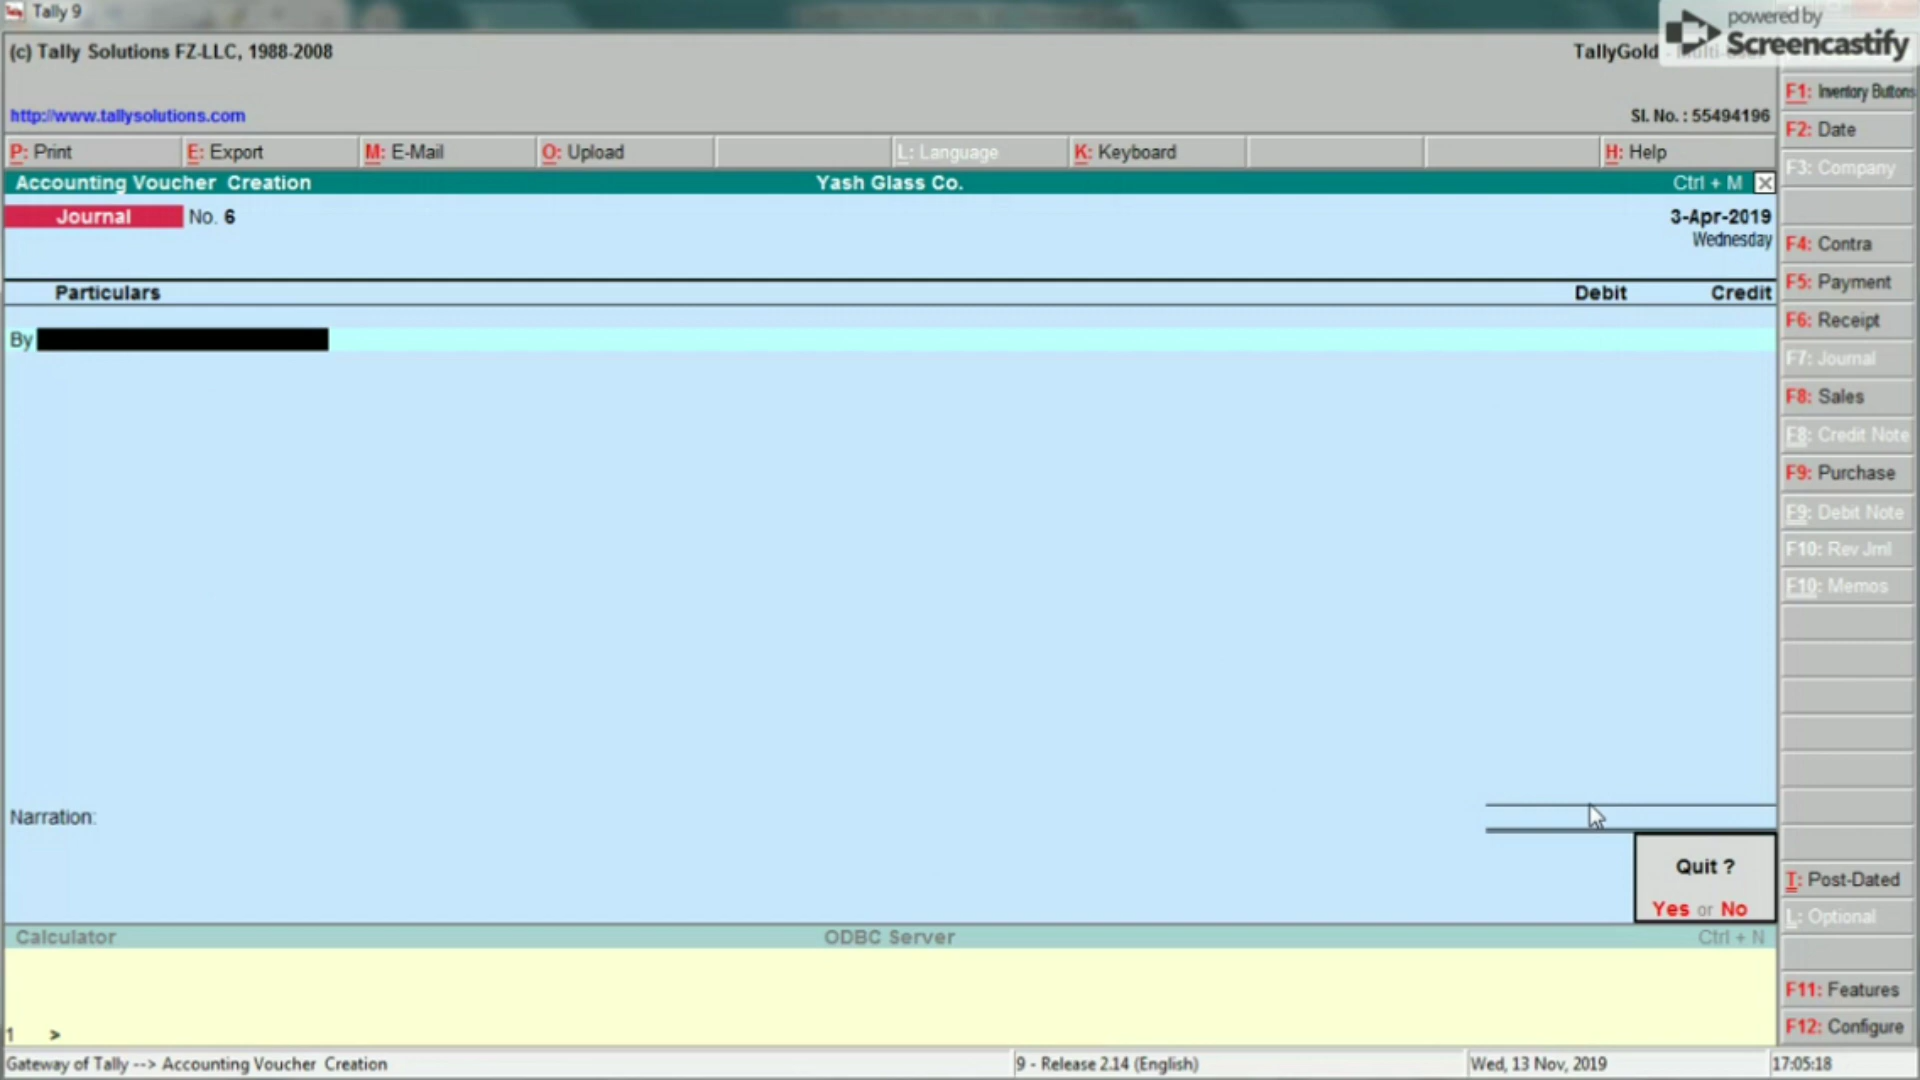 Tally 9
powered by
Screencastify
(c) Tally Solutions FZ-LLC, 1988-2008
TallyGold
http://www.tallysolutions.com
Sl. No. : 55494196
P: Print E: Export M: E-Mail O: Upload L: Language K: Keyboard H: Help
Accounting Voucher Creation Yash Glass Co. Ctrl + M
Journal No. 6 3-Apr-2019
Wednesday
Particulars Debit Credit
By
Narration:
Quit ?
Yes or No
Calculator ODBC Server Ctrl + N
1 >
Gateway of Tally --> Accounting Voucher Creation 9 - Release 2.14 (English) Wed, 13 Nov, 2019 17:05:18
F1: Inventory Buttons
F2: Date
F3: Company
F4: Contra
F5: Payment
F6: Receipt
F7: Journal
F8: Sales
F8: Credit Note
F9: Purchase
F9: Debit Note
F10: Rev Jrnl
F10: Memos
T: Post-Dated
L: Optional
F11: Features
F12: Configure